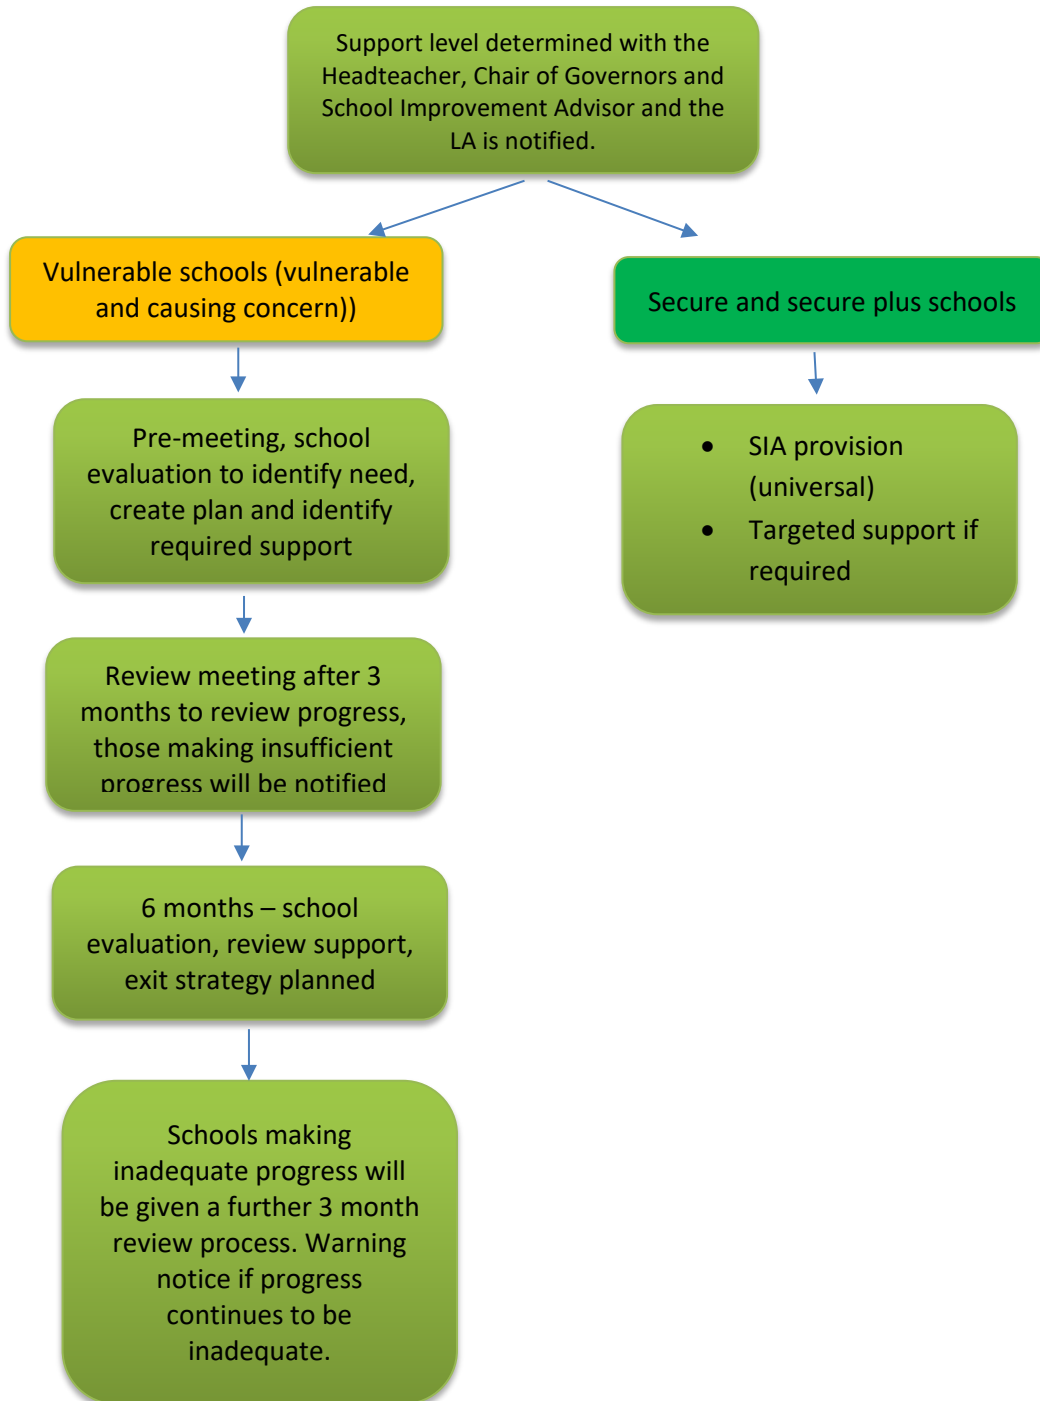 Support level determined with the
Headteacher, Chair of Governors and
School Improvement Advisor and the
LA is notified.
Vulnerable schools (vulnerable
and causing concern))
Secure and secure plus schools
Pre-meeting, school
evaluation to identify need,
create plan and identify
required support
• SIA provision
(universal)
• Targeted support if
required
Review meeting after 3
months to review progress,
those making insufficient
progress will be notified
6 months – school
evaluation, review support,
exit strategy planned
Schools making
inadequate progress will
be given a further 3 month
review process. Warning
notice if progress
continues to be
inadequate.